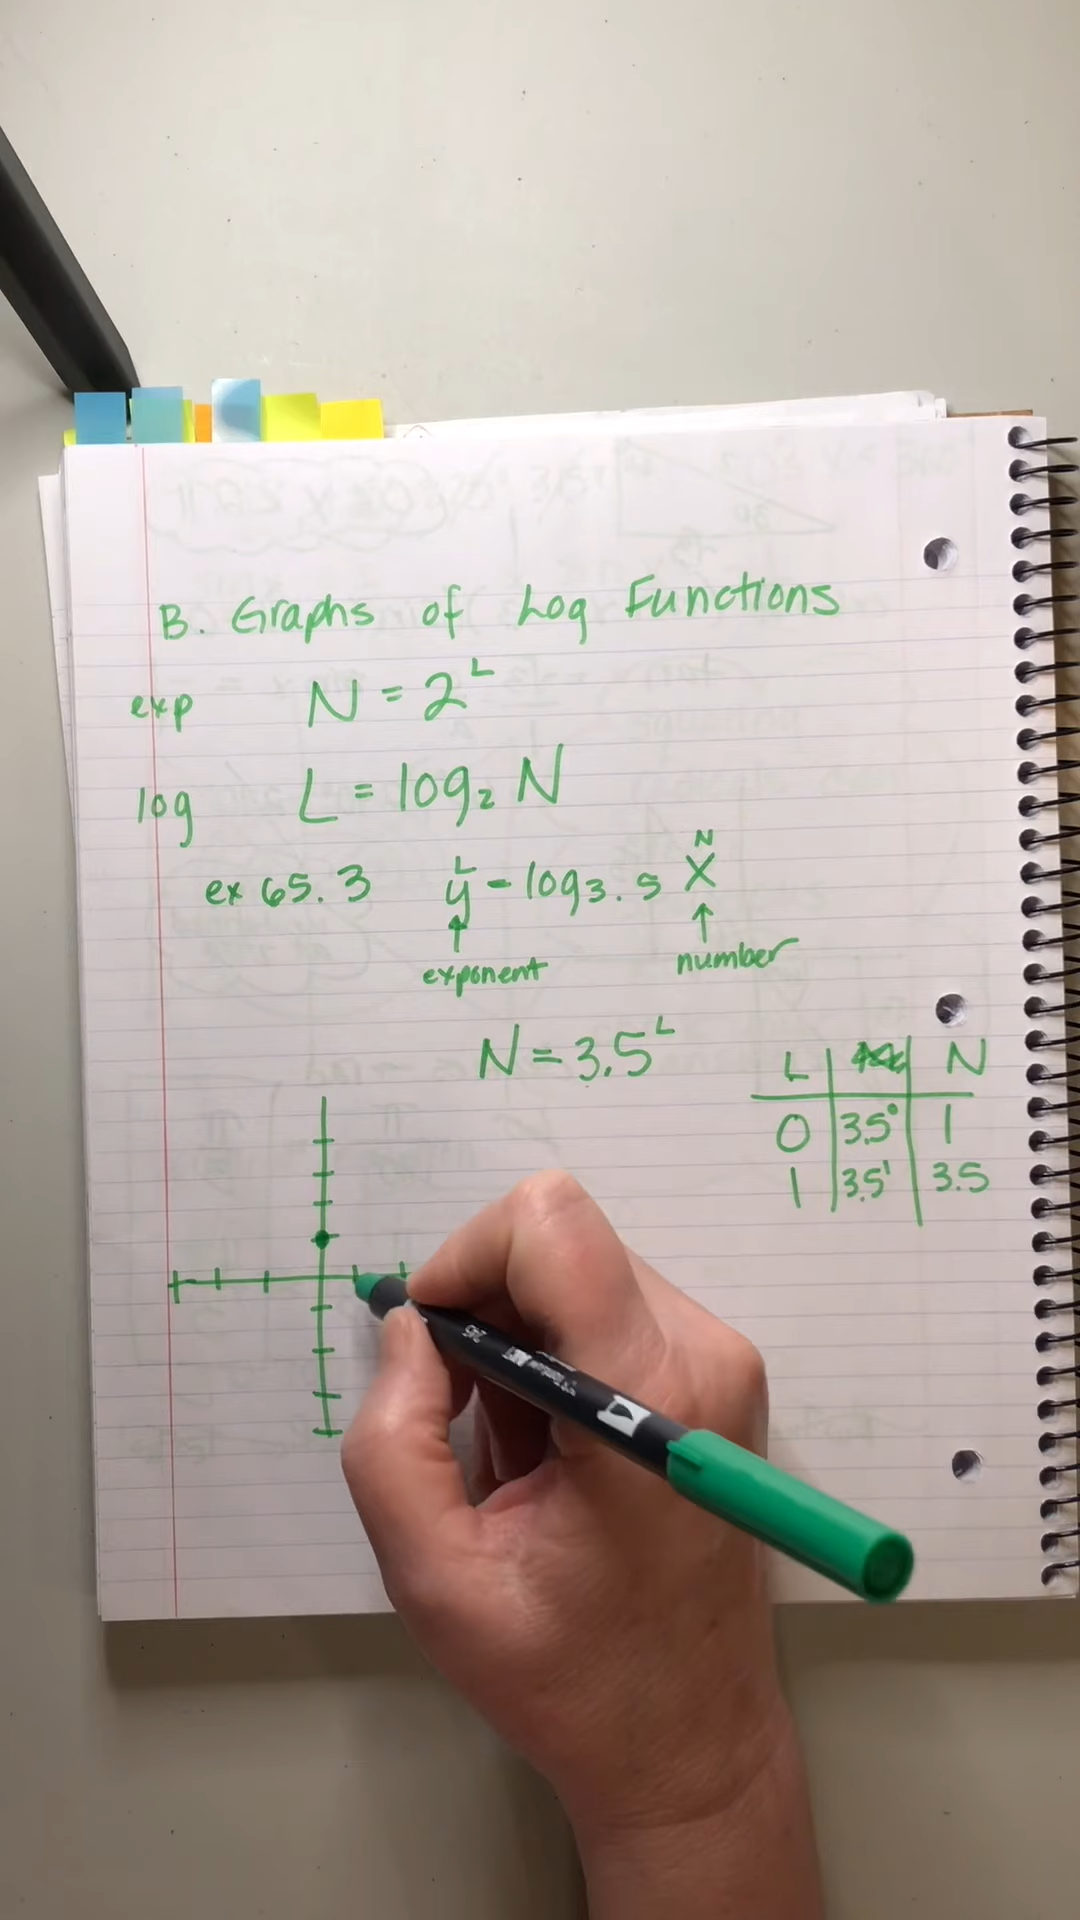 B. Graphs of Log Functions
exp N = 2^L
log L = log₂ N
L N
ex 65.3 y = log₃.₅ X
exponent number
N = 3.5^L
L N
0 3.5⁰ 1
1 3.5¹ 3.5